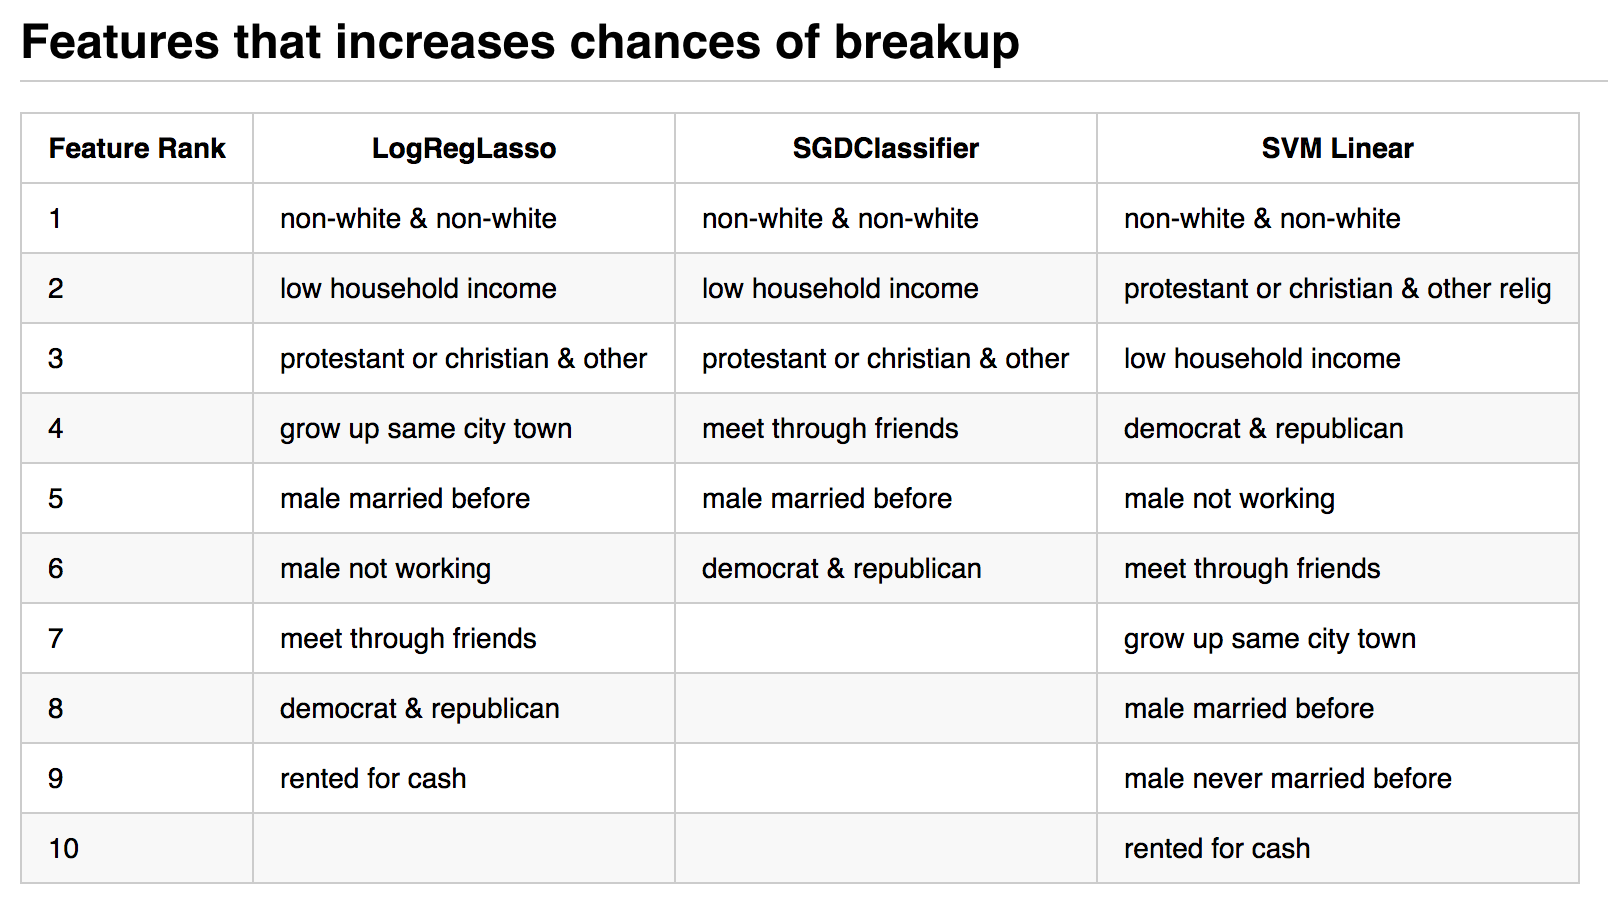 Features that increases chances of breakup
Feature Rank LogRegLasso SGDClassifier SVM Linear
1 non-white & non-white non-white & non-white non-white & non-white
2 low household income low household income protestant or christian & other relig
3 protestant or christian & other protestant or christian & other low household income
4 grow up same city town meet through friends democrat & republican
5 male married before male married before male not working
6 male not working democrat & republican meet through friends
7 meet through friends grow up same city town
8 democrat & republican male married before
9 rented for cash male never married before
10 rented for cash